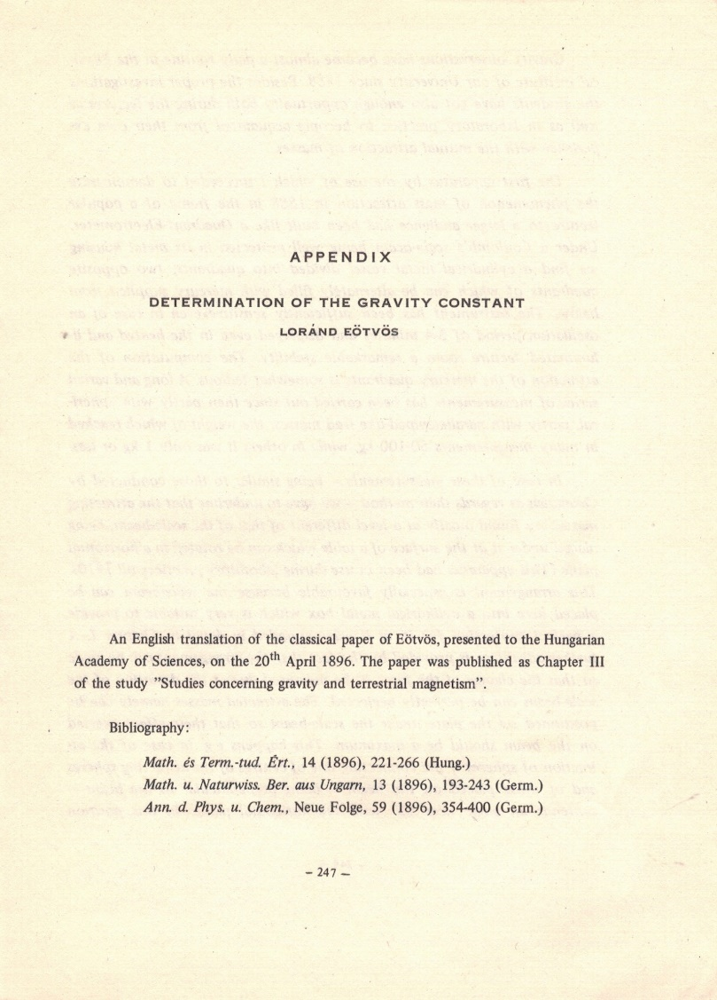 APPENDIX
DETERMINATION OF THE GRAVITY CONSTANT
LORÁND EÖTVÖS
An English translation of the classical paper of Eötvös, presented to the Hungarian
Academy of Sciences, on the 20th April 1896. The paper was published as Chapter III
of the study ”Studies concerning gravity and terrestrial magnetism”.
Bibliography:
Math. és Term.-tud. Ért., 14 (1896), 221-266 (Hung.)
Math. u. Naturwiss. Ber. aus Ungarn, 13 (1896), 193-243 (Germ.)
Ann. d. Phys. u. Chem., Neue Folge, 59 (1896), 354-400 (Germ.)
– 247 –